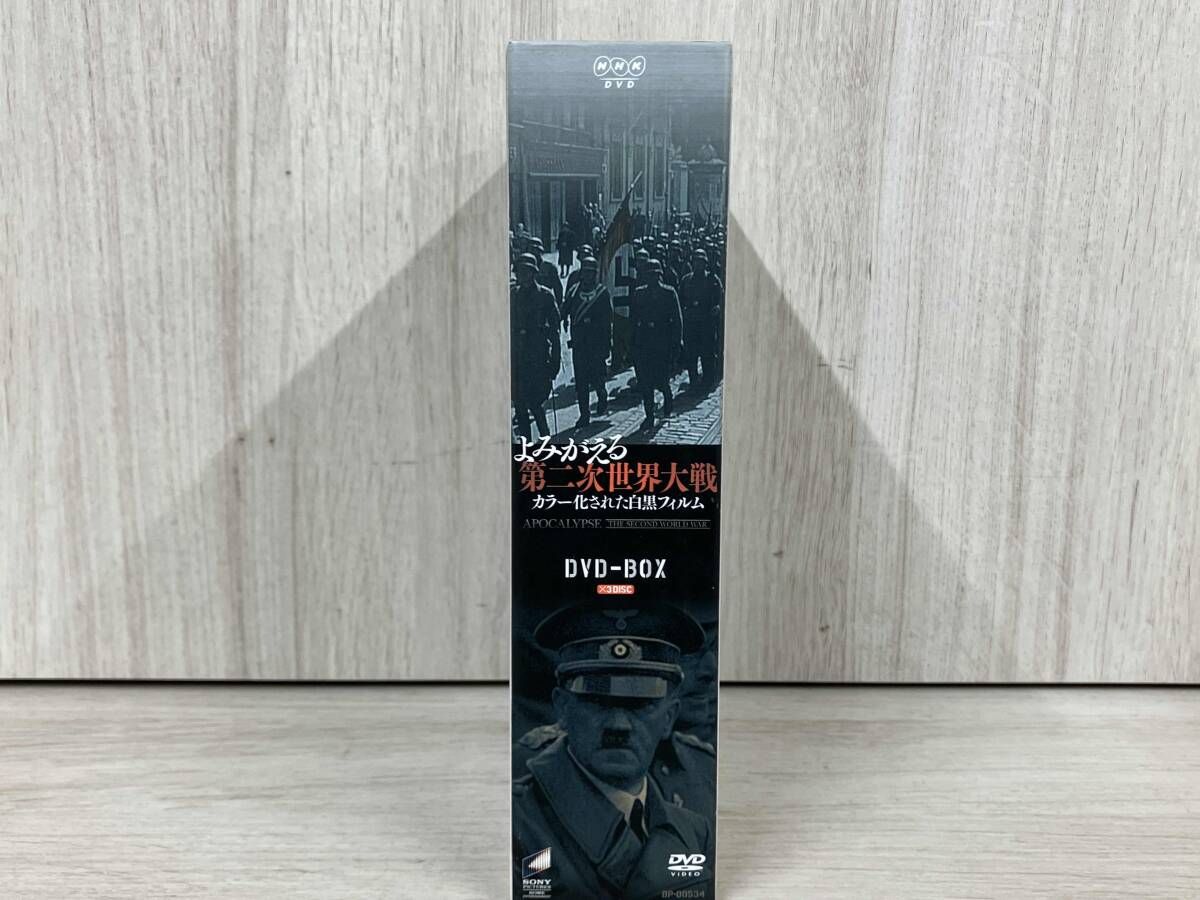 NHK
DVD
よみがえる
第二次世界大戦
カラー化された白黒フィルム
APOCALYPSE THE SECOND WORLD WAR
DVD-BOX
×3DISC
SONY
PICTURES
DVD
VIDEO
BP-00534